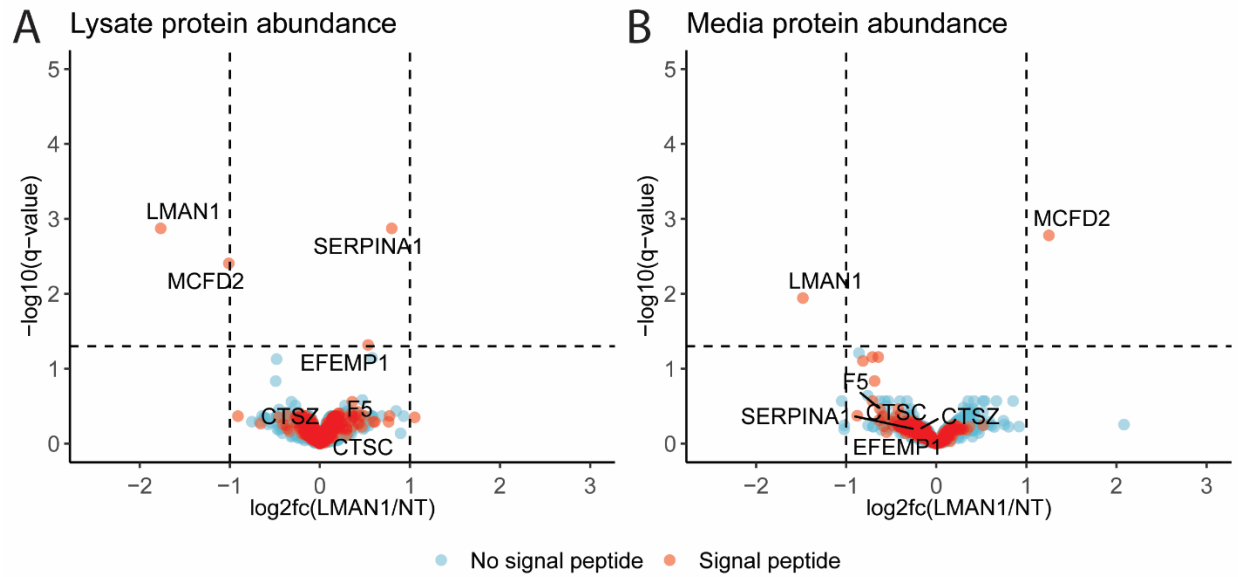 A Lysate protein abundance
5
4
3
2
1
0
−log10(q−value)
LMAN1
MCFD2
SERPINA1
EFEMP1
CTSZ
F5
CTSC
−2 −1 0 1 2 3
log2fc(LMAN1/NT)
B Media protein abundance
5
4
3
2
1
0
−log10(q−value)
MCFD2
LMAN1
F5
CTSC
SERPINA1
CTSZ
EFEMP1
−2 −1 0 1 2 3
log2fc(LMAN1/NT)
No signal peptide Signal peptide